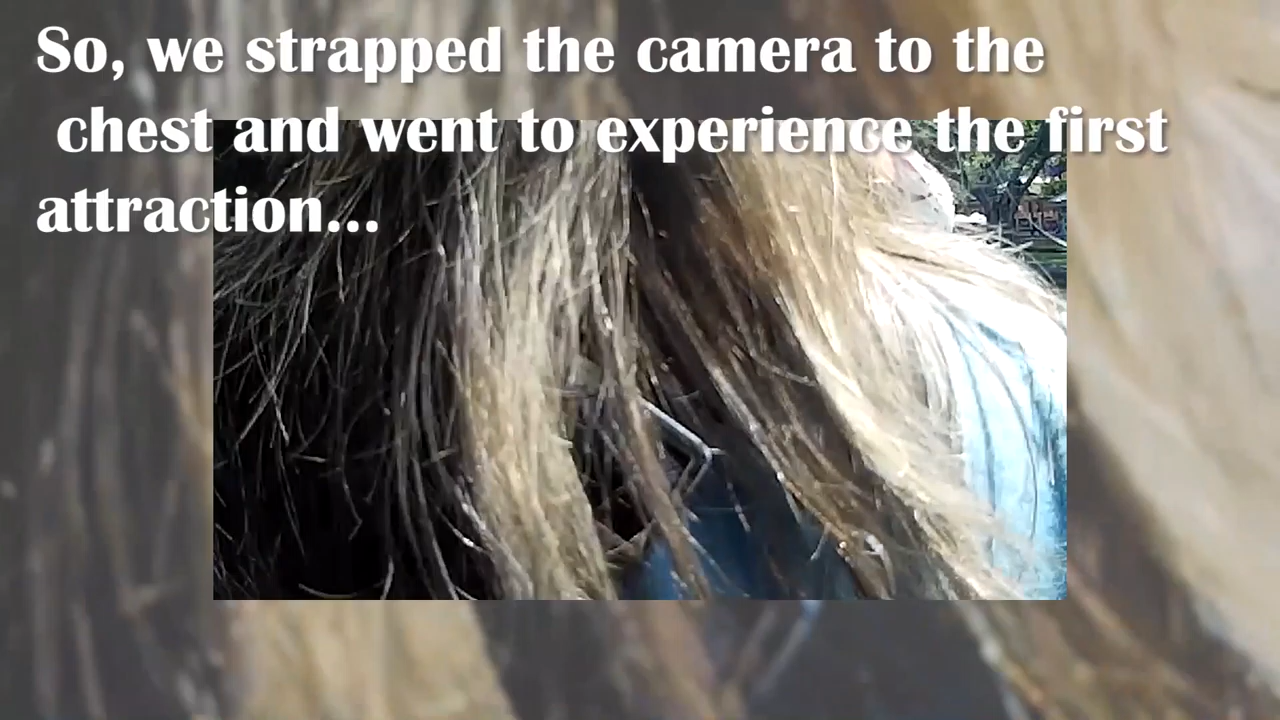 So, we strapped the camera to the
chest and went to experience the first
attraction...